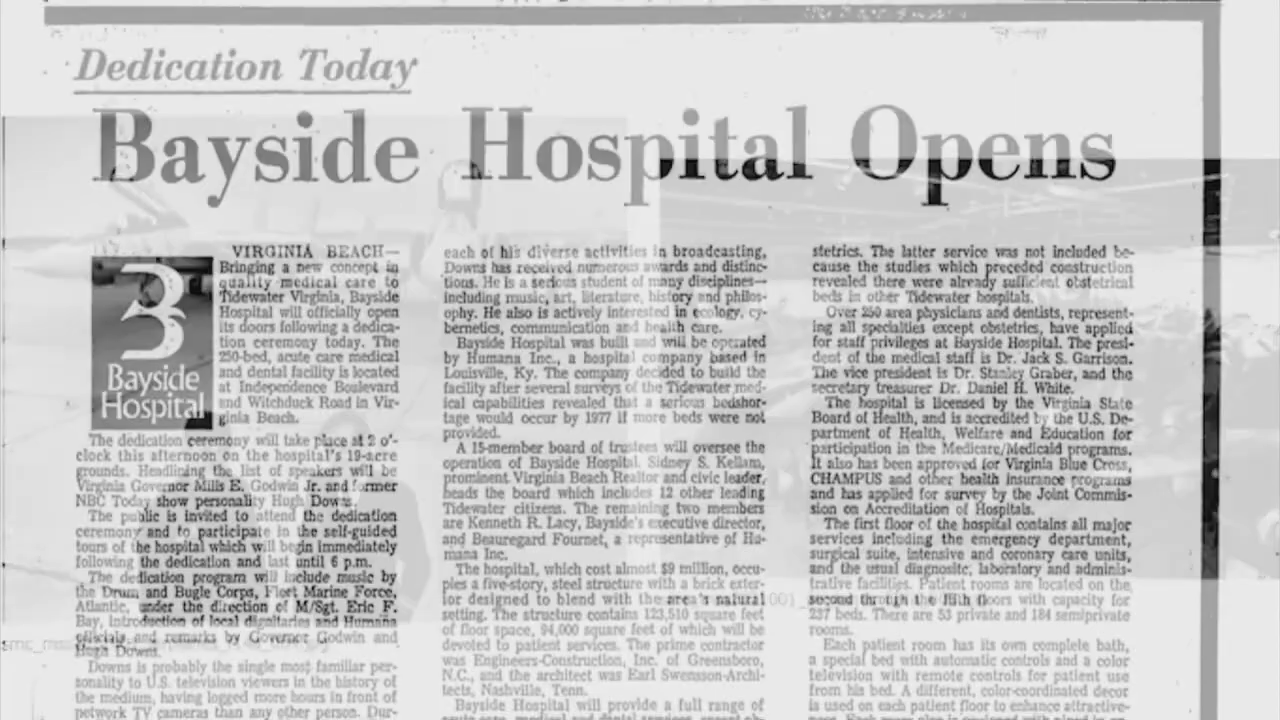 Dedication Today
Bayside Hospital Opens
3
Bayside
Hospital
VIRGINIA BEACH—
Bringing a new concept in
quality medical care to
Tidewater Virginia, Bayside
Hospital will officially open
its doors following a dedica-
tion ceremony today. The
250-bed, acute care medical
and dental facility is located
at Independence Boulevard
and Witchduck Road in Vir-
ginia Beach.
The dedication ceremony will take place at 2 o'-
clock this afternoon on the hospital's 19-acre
grounds. Headlining the list of speakers will be
Virginia Governor Mills E. Godwin Jr. and former
NBC Today show personality Hugh Downs.
The public is invited to attend the dedication
ceremony and to participate in the self-guided
tours of the hospital which will begin immediately
following the dedication and last until 6 p.m.
The dedication program will include music by
the Drum and Bugle Corps, Fleet Marine Force,
Atlantic, under the direction of M/Sgt. Eric F.
Bay, introduction of local dignitaries and Humana
officials and remarks by Governor Godwin and
Hugh Downs.
Downs is probably the single most familiar per-
sonality to U.S. television viewers in the history of
the medium, having logged more hours in front of
network TV cameras than any other person. Dur-
each of his diverse activities in broadcasting,
Downs has received numerous awards and distinc-
tions. He is a serious student of many disciplines—
including music, art, literature, history and philos-
ophy. He also is actively interested in ecology, cy-
bernetics, communication and health care.
Bayside Hospital was built and will be operated
by Humana Inc., a hospital company based in
Louisville, Ky. The company decided to build the
facility after several surveys of the Tidewater med-
ical capabilities revealed that a serious bedshor-
tage would occur by 1977 if more beds were not
provided.
A 15-member board of trustees will oversee the
operation of Bayside Hospital. Sidney S. Kellam,
prominent Virginia Beach Realtor and civic leader,
heads the board which includes 12 other leading
Tidewater citizens. The remaining two members
are Kenneth R. Lacy, Bayside's executive director,
and Beauregard Fournet, a representative of Hu-
mana Inc.
The hospital, which cost almost $9 million, occu-
pies a five-story, steel structure with a brick exter-
ior designed to blend with the area's natural
setting. The structure contains 123,510 square feet
of floor space, 94,000 square feet of which will be
devoted to patient services. The prime contractor
was Engineers-Construction, Inc. of Greensboro,
N.C., and the architect was Earl Swensson-Archi-
tects, Nashville, Tenn.
Bayside Hospital will provide a full range of
stetrics. The latter service was not included be-
cause the studies which preceded construction
revealed there were already sufficient obstetrical
beds in other Tidewater hospitals.
Over 250 area physicians and dentists, represent-
ing all specialties except obstetrics, have applied
for staff privileges at Bayside Hospital. The presi-
dent of the medical staff is Dr. Jack S. Garrison.
The vice president is Dr. Stanley Graber, and the
secretary treasurer Dr. Daniel H. White.
The hospital is licensed by the Virginia State
Board of Health, and is accredited by the U.S. De-
partment of Health, Welfare and Education for
participation in the Medicare/Medicaid programs.
It also has been approved for Virginia Blue Cross,
CHAMPUS and other health insurance programs
and has applied for survey by the Joint Commis-
sion on Accreditation of Hospitals.
The first floor of the hospital contains all major
services including the emergency department,
surgical suite, intensive and coronary care units,
and the usual diagnostic, laboratory and adminis-
trative facilities. Patient rooms are located on the
second through the fifth floors with capacity for
237 beds. There are 53 private and 184 semiprivate
rooms.
Each patient room has its own complete bath,
a special bed with automatic controls and a color
television with remote controls for patient use
from his bed. A different, color-coordinated decor
is used on each patient floor to enhance attractive-